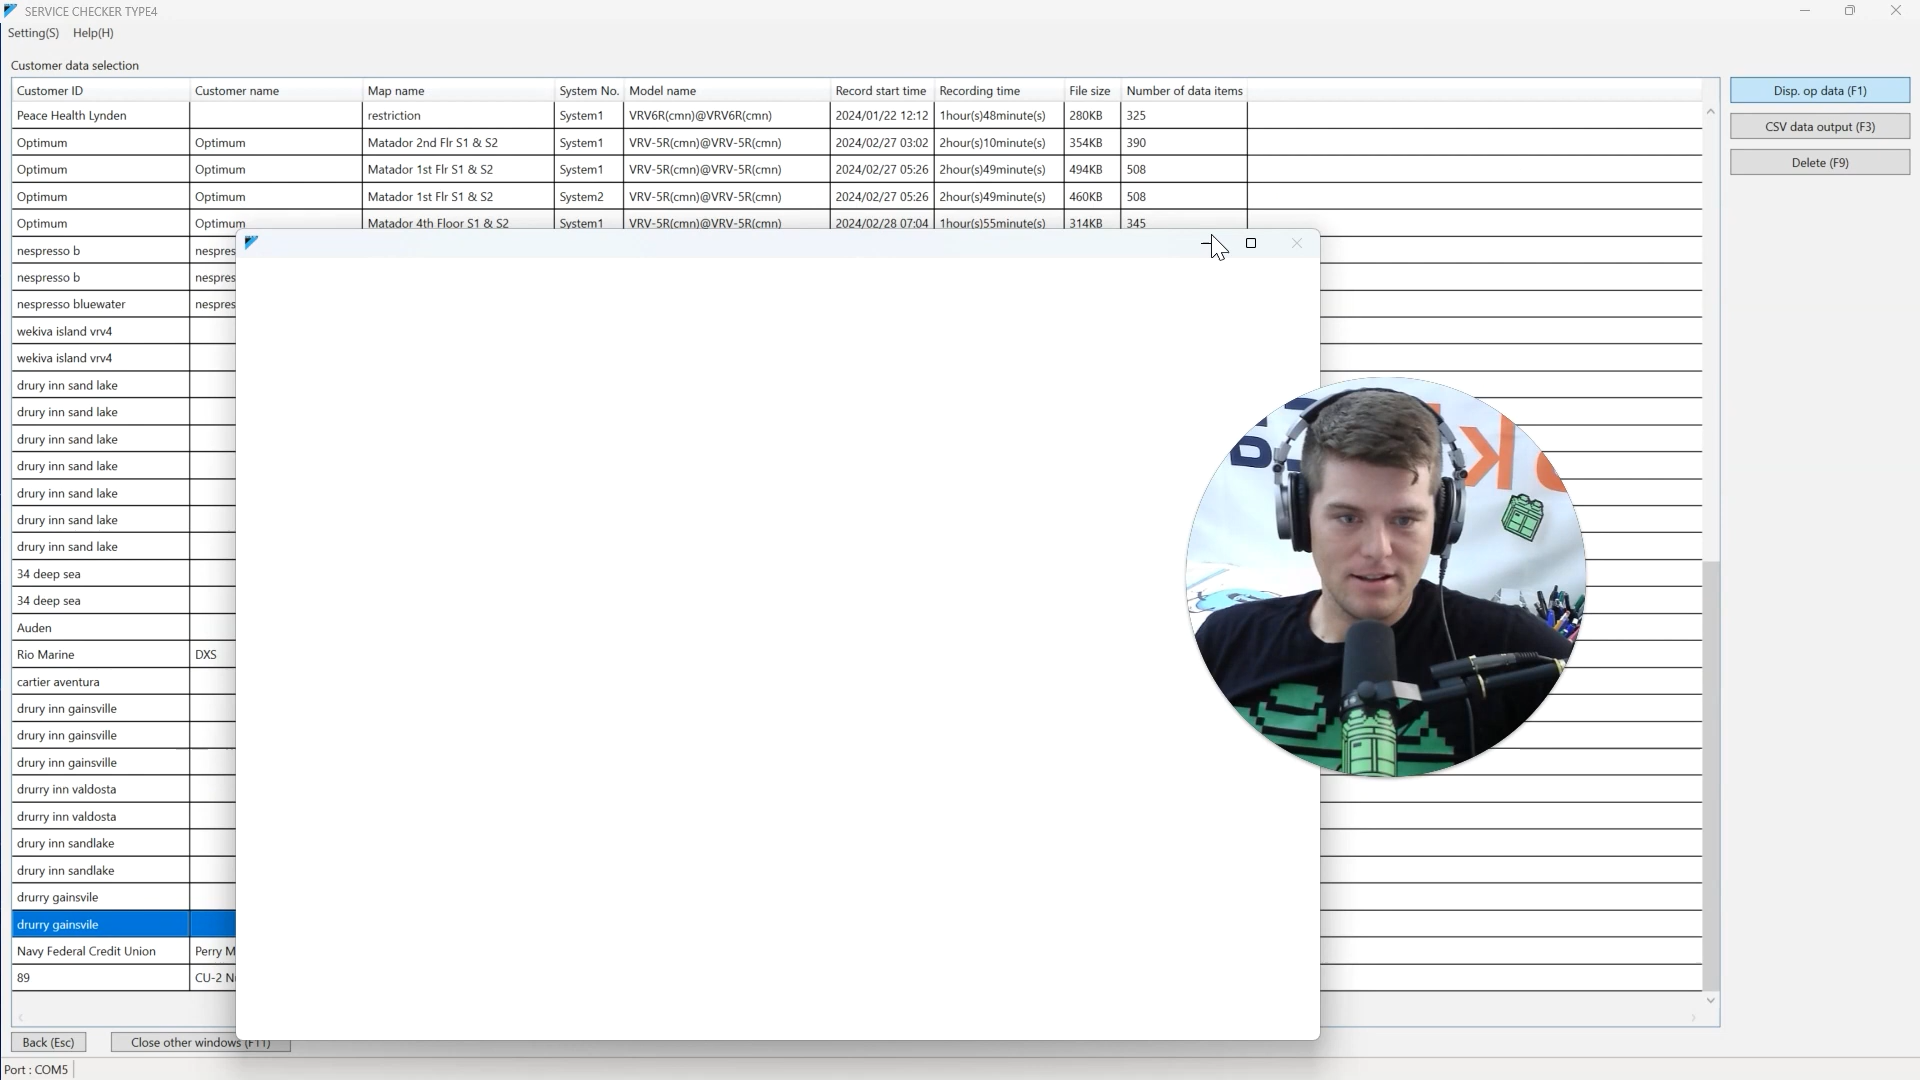 SERVICE CHECKER TYPE4
Setting(S) Help(H)
Customer data selection
Customer ID Customer name Map name System No. Model name Record start time Recording time File size Number of data items
Peace Health Lynden restriction System1 VRV6R(cmn)@VRV6R(cmn) 2024/01/22 12:12 1hour(s)48minute(s) 280KB 325
Optimum Optimum Matador 2nd Flr S1 & S2 System1 VRV-5R(cmn)@VRV-5R(cmn) 2024/02/27 03:02 2hour(s)10minute(s) 354KB 390
Optimum Optimum Matador 1st Flr S1 & S2 System1 VRV-5R(cmn)@VRV-5R(cmn) 2024/02/27 05:26 2hour(s)49minute(s) 494KB 508
Optimum Optimum Matador 1st Flr S1 & S2 System2 VRV-5R(cmn)@VRV-5R(cmn) 2024/02/27 05:26 2hour(s)49minute(s) 460KB 508
Optimum Optimum Matador 4th Floor S1 & S2 System1 VRV-5R(cmn)@VRV-5R(cmn) 2024/02/28 07:04 1hour(s)55minute(s) 314KB 345
nespresso b nespres
nespresso b nespres
nespresso bluewater nespres
wekiva island vrv4
wekiva island vrv4
drury inn sand lake
drury inn sand lake
drury inn sand lake
drury inn sand lake
drury inn sand lake
drury inn sand lake
drury inn sand lake
34 deep sea
34 deep sea
Auden
Rio Marine DXS
cartier aventura
drury inn gainsville
drury inn gainsville
drury inn gainsville
drurry inn valdosta
drurry inn valdosta
drury inn sandlake
drury inn sandlake
drurry gainsvile
drurry gainsvile
Navy Federal Credit Union Perry M
89 CU-2 N
Disp. op data (F1)
CSV data output (F3)
Delete (F9)
Back (Esc) Close other windows (F11)
Port : COM5